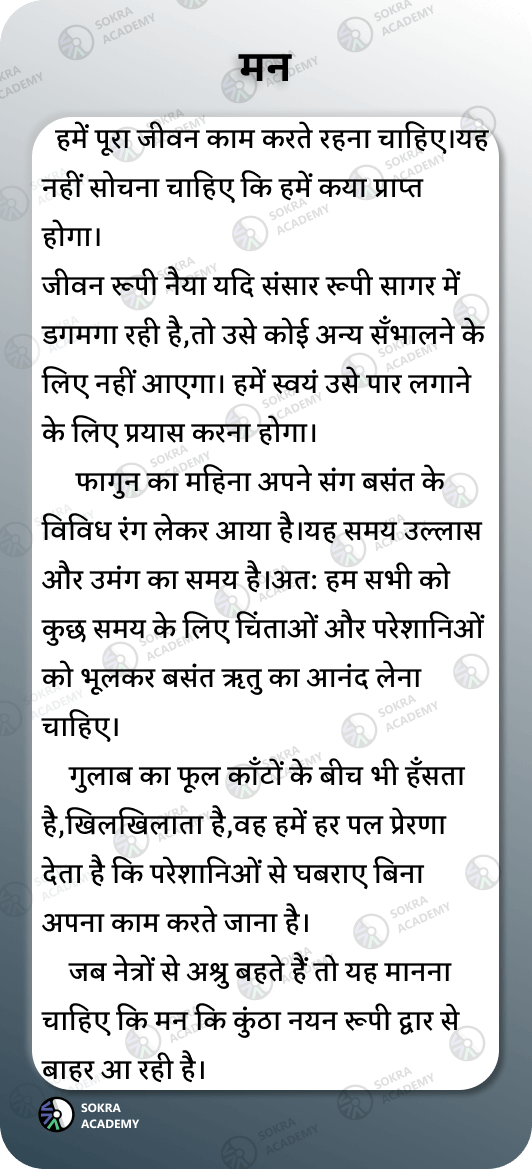 मन
हमें पूरा जीवन काम करते रहना चाहिए।यह
नहीं सोचना चाहिए कि हमें कया प्राप्त
होगा।
जीवन रूपी नैया यदि संसार रूपी सागर में
डगमगा रही है,तो उसे कोई अन्य सँभालने के
लिए नहीं आएगा। हमें स्वयं उसे पार लगाने
के लिए प्रयास करना होगा।
फागुन का महिना अपने संग बसंत के
विविध रंग लेकर आया है।यह समय उल्लास
और उमंग का समय है।अत: हम सभी को
कुछ समय के लिए चिंताओं और परेशानिओं
को भूलकर बसंत ऋतु का आनंद लेना
चाहिए।
गुलाब का फूल काँटों के बीच भी हँसता
है,खिलखिलाता है,वह हमें हर पल प्रेरणा
देता है कि परेशानिओं से घबराए बिना
अपना काम करते जाना है।
जब नेत्रों से अश्रु बहते हैं तो यह मानना
चाहिए कि मन कि कुंठा नयन रूपी द्वार से
बाहर आ रही है।
SOKRA
ACADEMY